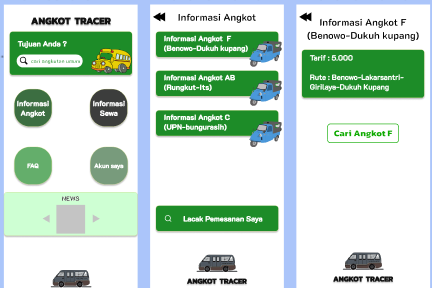 ANGKOT TRACER
Tujuan Anda ?
cari angkutan umum
Informasi
Angkot
Informasi
Sewa
FAQ
Akun saya
NEWS
Informasi Angkot
Informasi Angkot F
(Benowo-Dukuh kupang)
Informasi Angkot AB
(Rungkut-Its)
Informasi Angkot C
(UPN-bungurasih)
Lacak Pemesanan Saya
ANGKOT TRACER
Informasi Angkot F
(Benowo-Dukuh kupang)
Tarif : 5.000
Rute : Benowo-Lakarsantri-
Girilaya-Dukuh Kupang
Cari Angkot F
ANGKOT TRACER